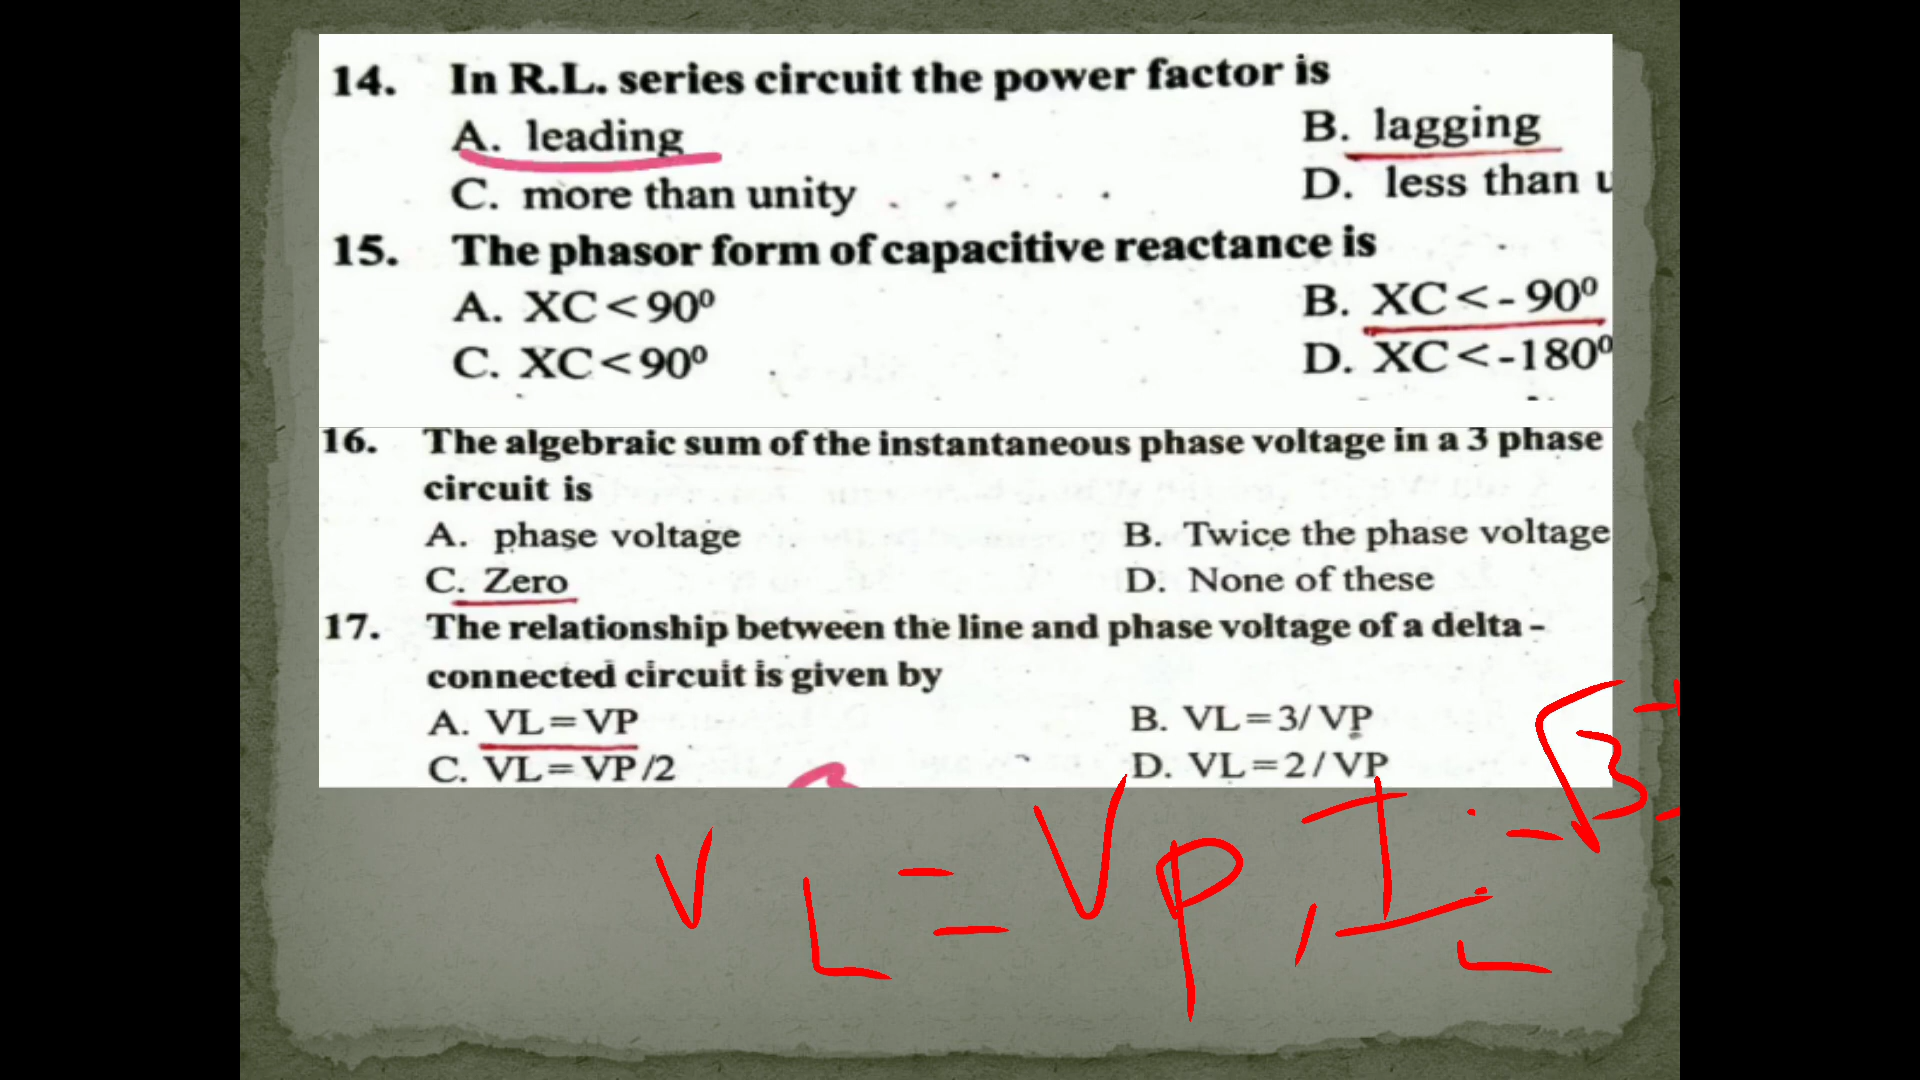 14. In R.L. series circuit the power factor is
A. leading B. lagging
C. more than unity D. less than
15. The phasor form of capacitive reactance is
A. XC < 90⁰ B. XC < - 90⁰
C. XC < 90⁰ D. XC < -180⁰
16. The algebraic sum of the instantaneous phase voltage in a 3 phase
circuit is
A. phase voltage B. Twice the phase voltage
C. Zero D. None of these
17. The relationship between the line and phase voltage of a delta -
connected circuit is given by
A. VL = VP B. VL = 3/ VP
C. VL = VP /2 D. VL = 2 / VP
V L = VP , I L = √3